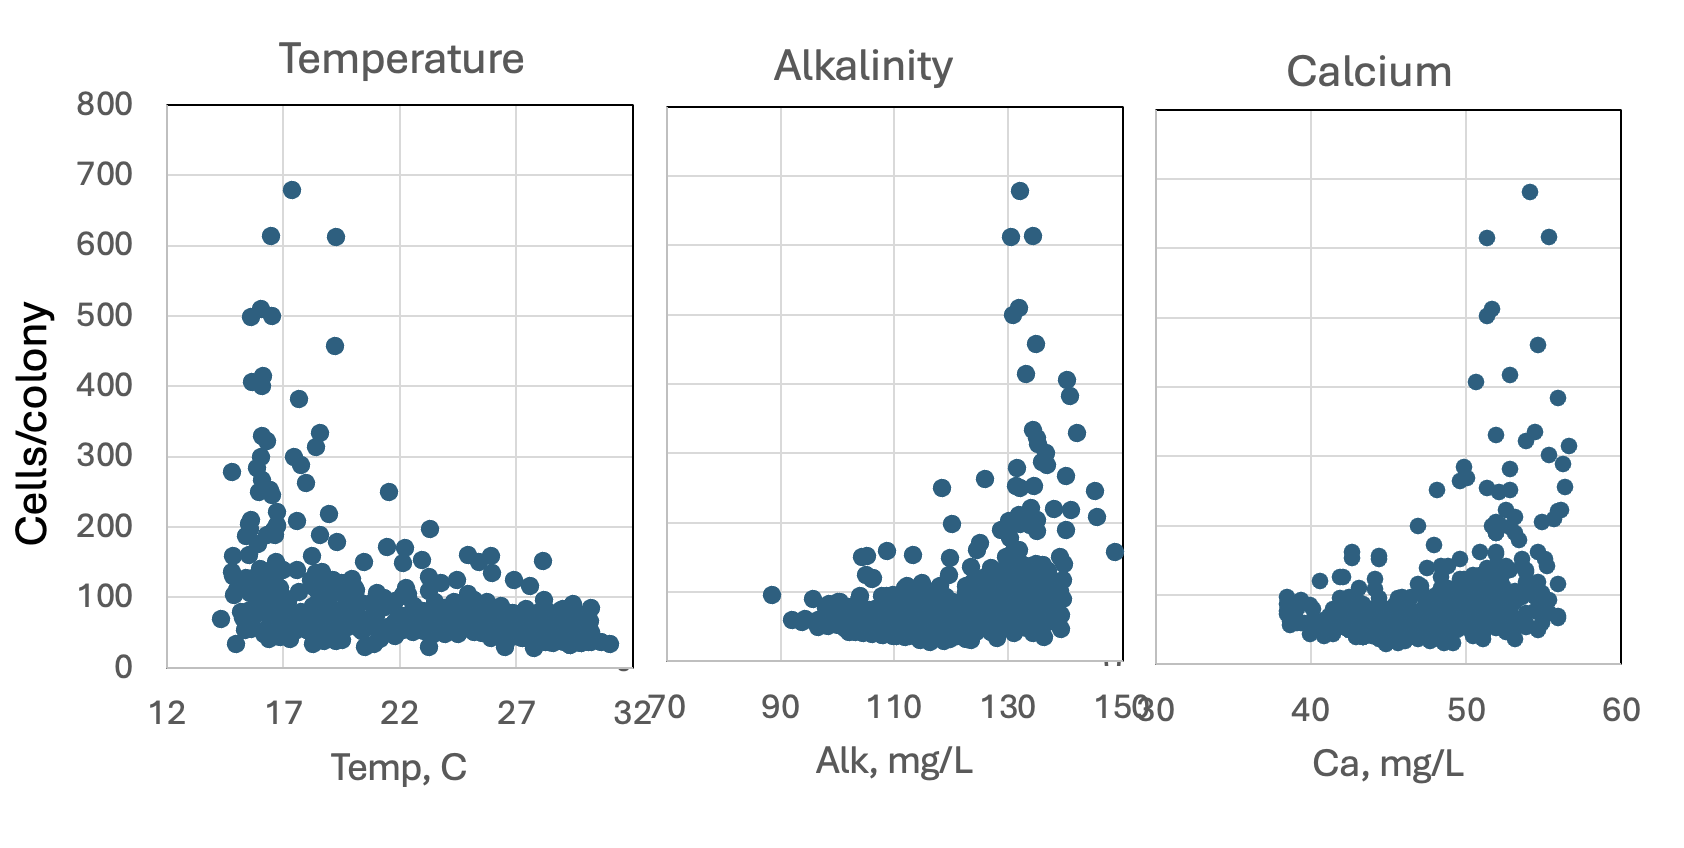 Temperature
Alkalinity
Calcium
800
700
600
500
400
300
200
100
0
Cells/colony
12 17 22 27 32
70 90 110 130 150
30 40 50 60
Temp, C
Alk, mg/L
Ca, mg/L